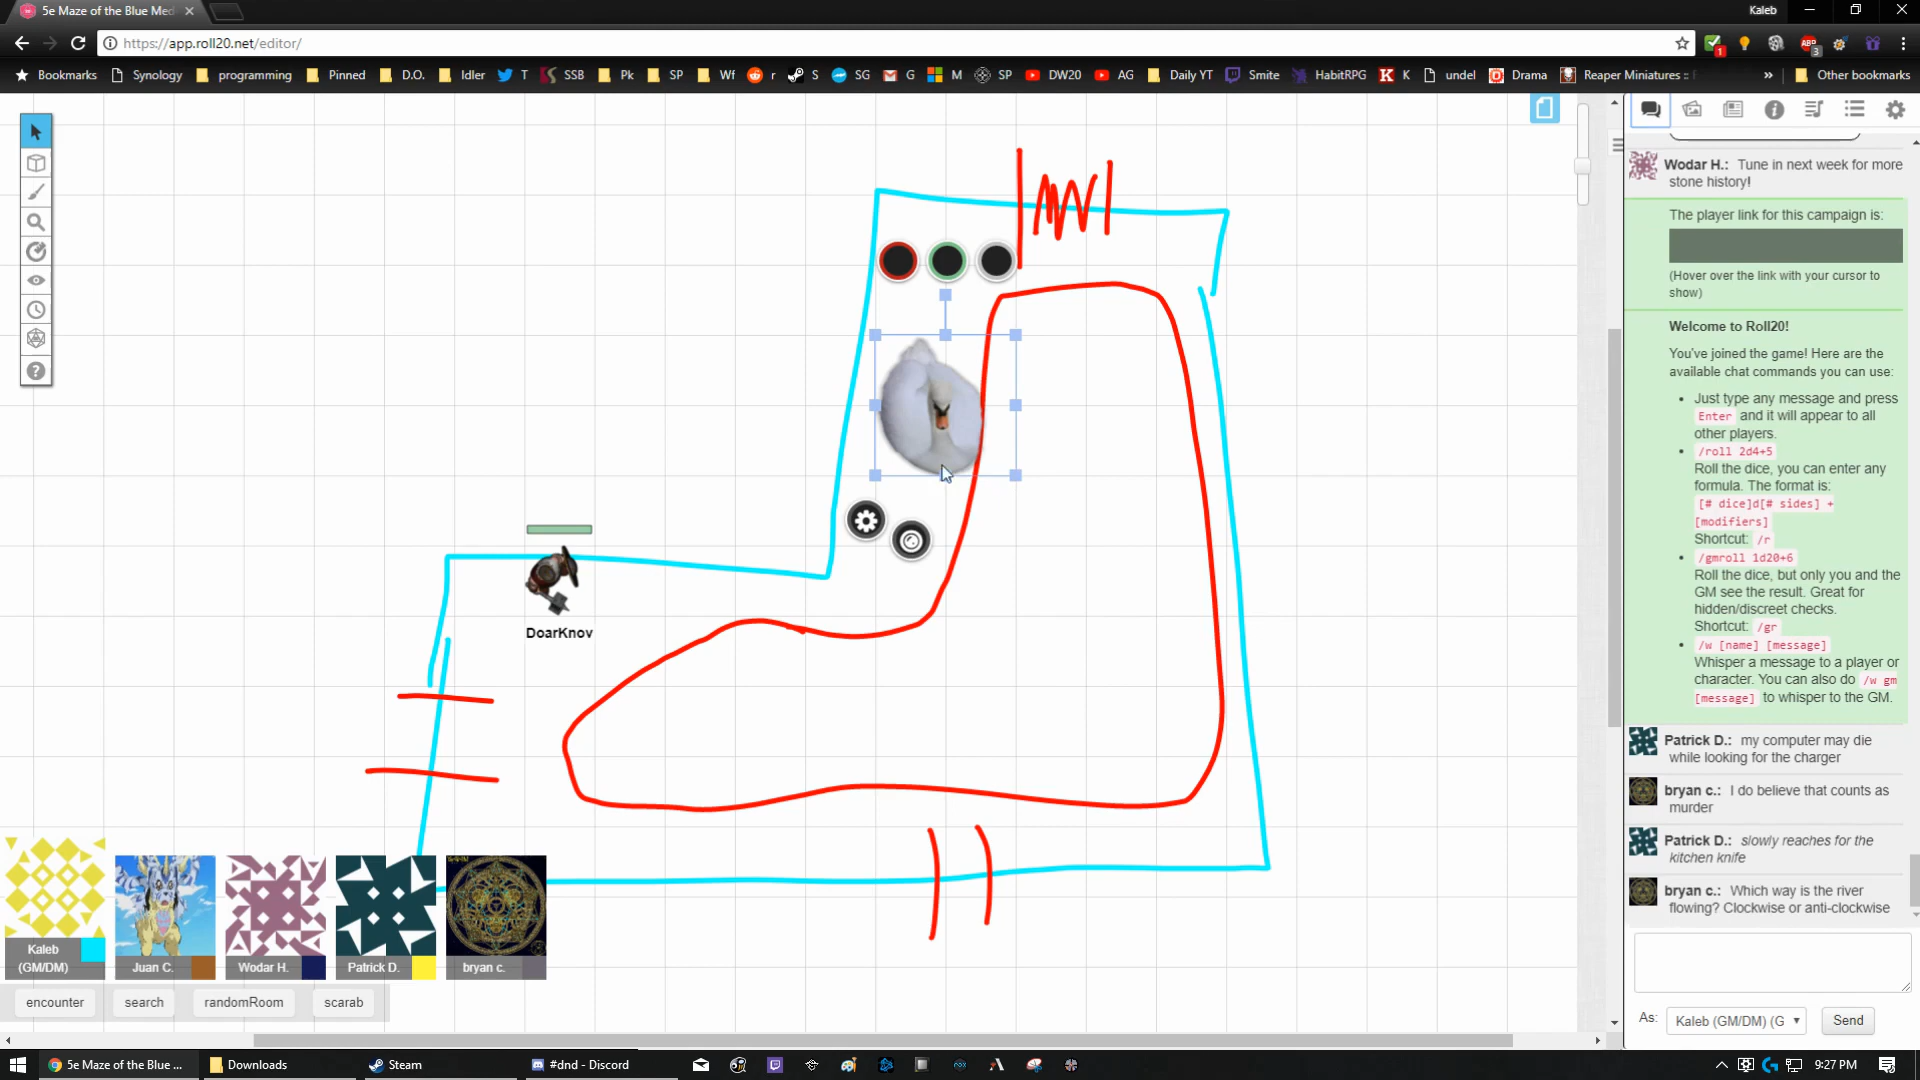 5e Maze of the Blue Med
Kaleb
https://app.roll20.net/editor/
Bookmarks Synology programming Pinned D.O. Idler T SSB Pk SP Wf r S SG G M SP DW20 AG Daily YT Smite HabitRPG K undel Drama Reaper Miniatures :: » Other bookmarks
Wodar H.: Tune in next week for more
stone history!
The player link for this campaign is:
(Hover over the link with your cursor to
show)
Welcome to Roll20!
You've joined the game! Here are the
available chat commands you can use:
Just type any message and press
Enter and it will appear to all
other players.
/roll 2d4+5
Roll the dice, you can enter any
formula. The format is:
[# dice]d[# sides] +
[modifiers]
Shortcut: /r
/gmroll 1d20+6
Roll the dice, but only you and the
GM see the result. Great for
hidden/discreet checks.
Shortcut: /gr
/w [name] [message]
Whisper a message to a player or
character. You can also do /w gm
[message] to whisper to the GM.
Patrick D.: my computer may die
while looking for the charger
bryan c.: I do believe that counts as
murder
Patrick D.: slowly reaches for the
kitchen knife
bryan c.: Which way is the river
flowing? Clockwise or anti-clockwise
As: Kaleb (GM/DM) (G Send
DoarKnov
Kaleb
(GM/DM)
Juan C.
Wodar H.
Patrick D.
bryan c.
encounter search randomRoom scarab
5e Maze of the Blue ... Downloads Steam #dnd - Discord 9:27 PM